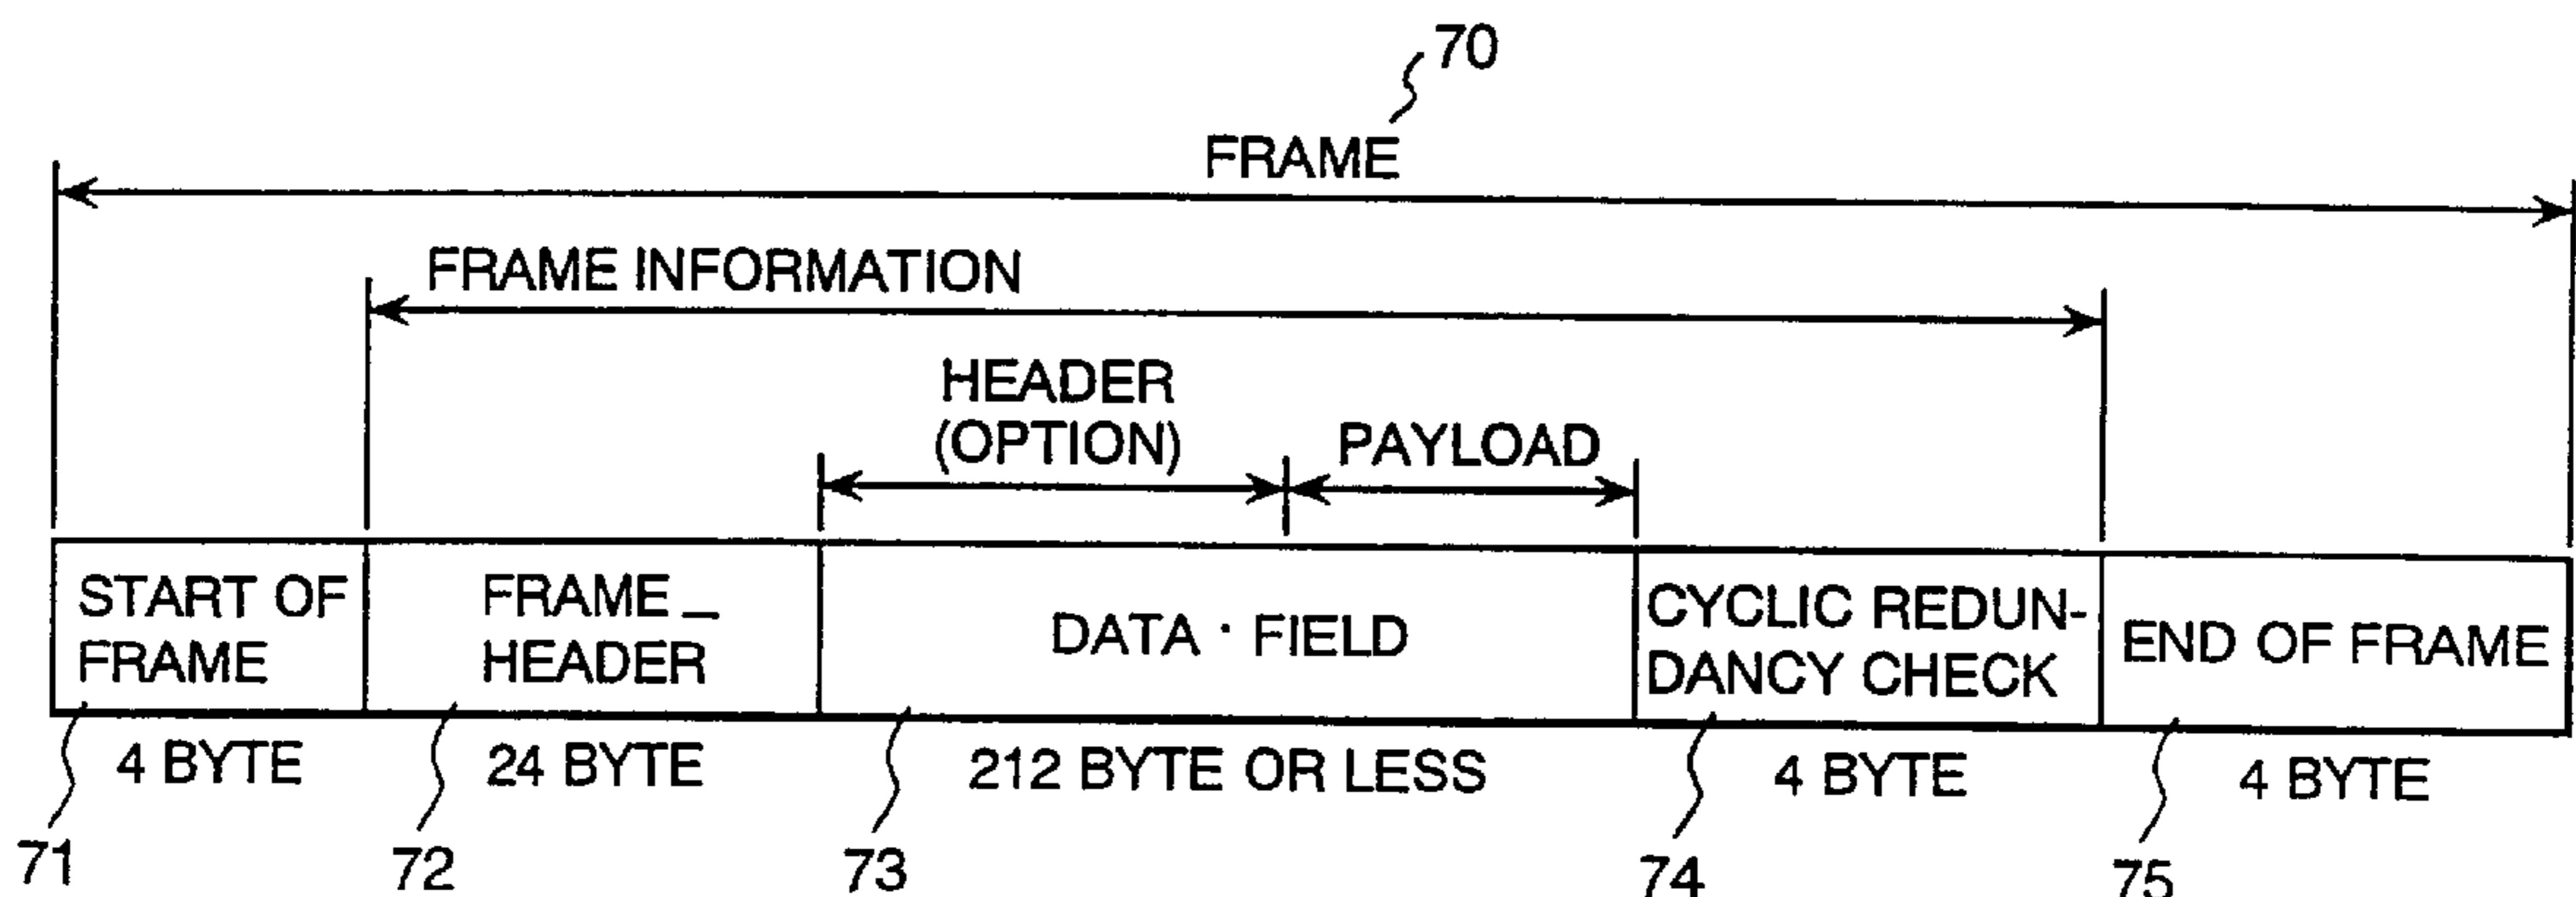 70
FRAME
FRAME INFORMATION
HEADER
(OPTION)
PAYLOAD
START OF
FRAME
FRAME_
HEADER
DATA · FIELD
CYCLIC REDUN-
DANCY CHECK
END OF FRAME
4 BYTE
24 BYTE
212 BYTE OR LESS
4 BYTE
4 BYTE
71
72
73
74
75